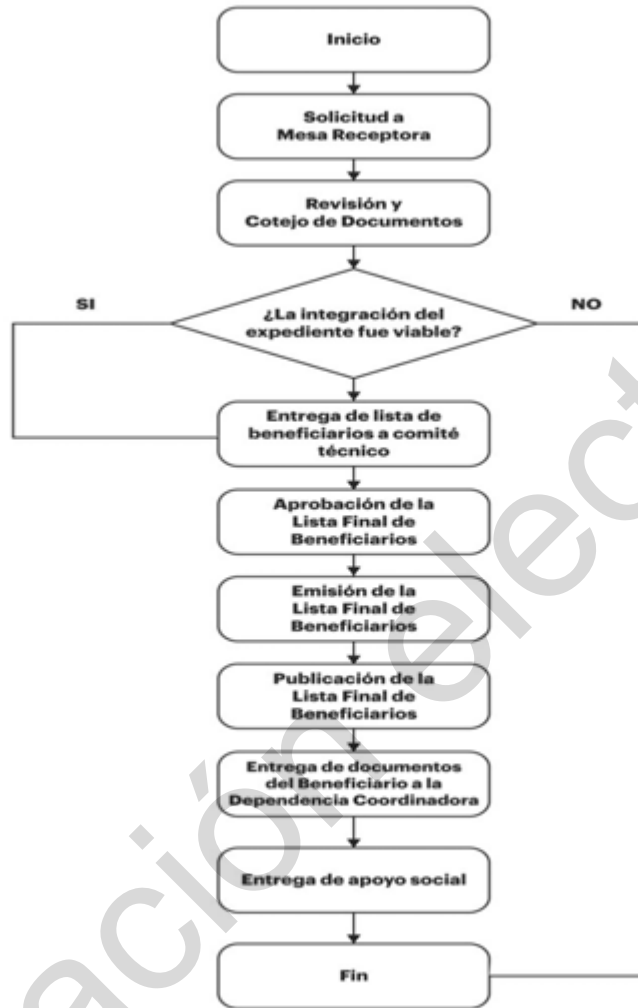 Inicio
Solicitud a
Mesa Receptora
Revisión y
Cotejo de Documentos
SI
NO
¿La integración del
expediente fue viable?
Entrega de lista de
beneficiarios a comité
técnico
Aprobación de la
Lista Final de
Beneficiarios
Emisión de la
Lista Final de
Beneficiarios
Publicación de la
Lista Final de
Beneficiarios
Entrega de documentos
del Beneficiario a la
Dependencia Coordinadora
Entrega de apoyo social
Fin
ación elect